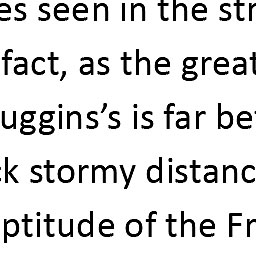 es seen in the str
fact, as the great
uggins’s is far be
ck stormy distanc
ptitude of the Fr